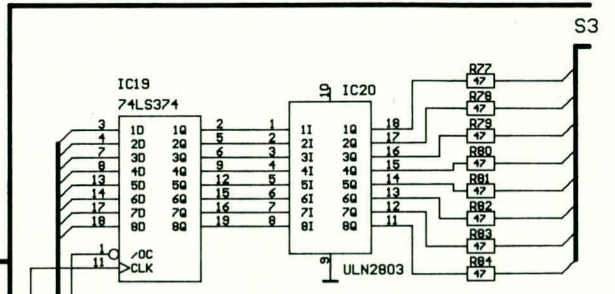 S3
IC19
74LS374
10
IC20
R77
47
R78
47
R79
47
R80
47
R81
47
R82
47
R83
47
R84
47
3 1D 1Q 2 1 1I 1Q 18
4 2D 2Q 5 2 2I 2Q 17
7 3D 3Q 6 3 3I 3Q 16
8 4D 4Q 9 4 4I 4Q 15
13 5D 5Q 12 5 5I 5Q 14
14 6D 6Q 15 6 6I 6Q 13
17 7D 7Q 16 7 7I 7Q 12
18 8D 8Q 19 8 8I 8Q 11
1 /OC
11 CLK
9
ULN2803